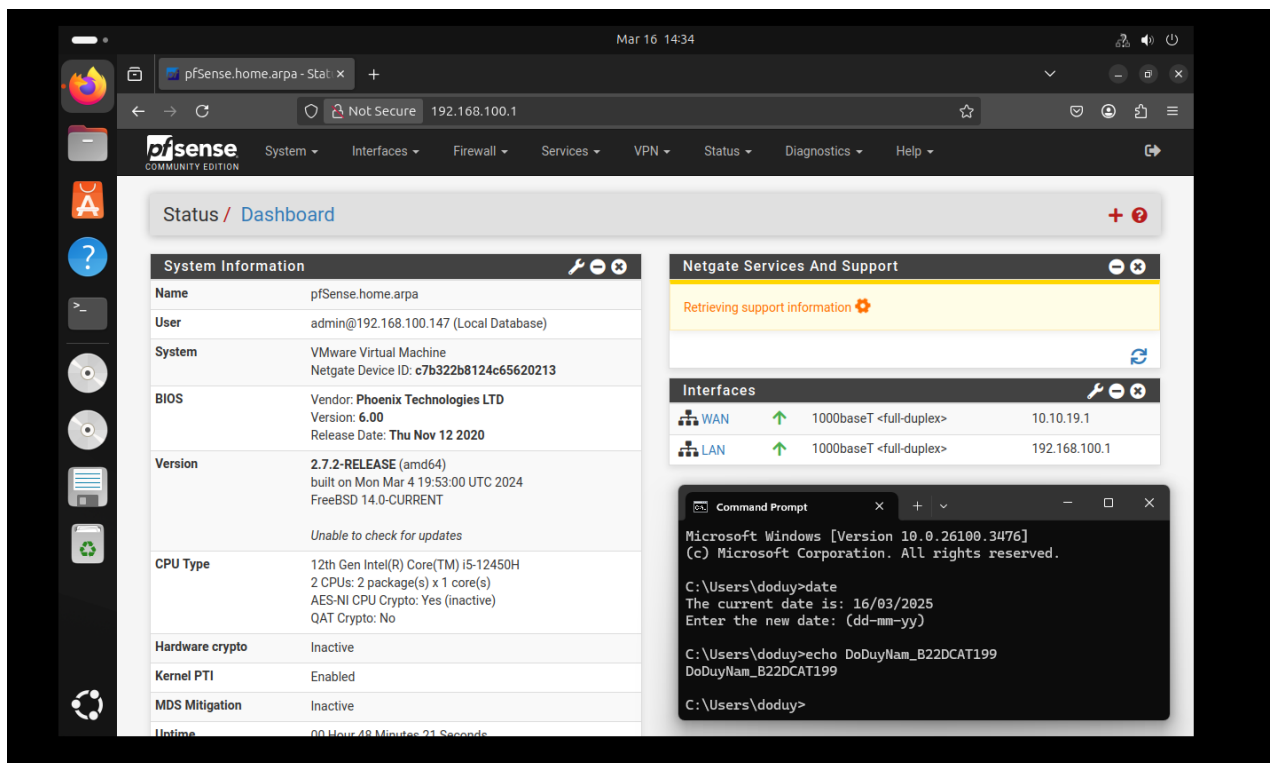 Mar 16 14:34
pfSense.home.arpa - Stat
Not Secure 192.168.100.1
pfsense COMMUNITY EDITION
System Interfaces Firewall Services VPN Status Diagnostics Help
Status / Dashboard
System Information
Name pfSense.home.arpa
User admin@192.168.100.147 (Local Database)
System VMware Virtual Machine
Netgate Device ID: c7b322b8124c65620213
BIOS Vendor: Phoenix Technologies LTD
Version: 6.00
Release Date: Thu Nov 12 2020
Version 2.7.2-RELEASE (amd64)
built on Mon Mar 4 19:53:00 UTC 2024
FreeBSD 14.0-CURRENT
Unable to check for updates
CPU Type 12th Gen Intel(R) Core(TM) i5-12450H
2 CPUs: 2 package(s) x 1 core(s)
AES-NI CPU Crypto: Yes (inactive)
QAT Crypto: No
Hardware crypto Inactive
Kernel PTI Enabled
MDS Mitigation Inactive
Uptime 00 Hour 48 Minutes 21 Seconds
Netgate Services And Support
Retrieving support information
Interfaces
WAN 1000baseT <full-duplex> 10.10.19.1
LAN 1000baseT <full-duplex> 192.168.100.1
Command Prompt
Microsoft Windows [Version 10.0.26100.3476]
(c) Microsoft Corporation. All rights reserved.
C:\Users\doduy>date
The current date is: 16/03/2025
Enter the new date: (dd-mm-yy)
C:\Users\doduy>echo DoDuyNam_B22DCAT199
DoDuyNam_B22DCAT199
C:\Users\doduy>